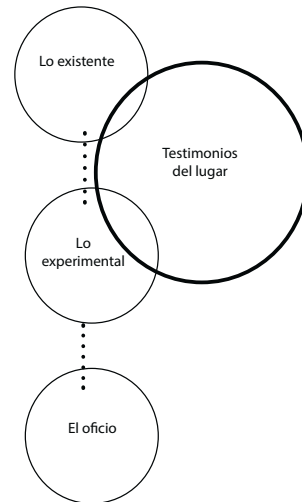 Lo existente
Testimonios
del lugar
Lo
experimental
El oficio